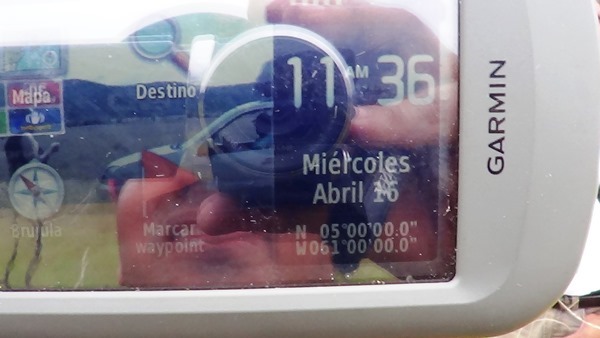 11 AM 36
Mapa
Destino
Miércoles
Abril 16
Brujula
Marcar
waypoint
N 05°00'00.0"
W061°00'00.0"
GARMIN